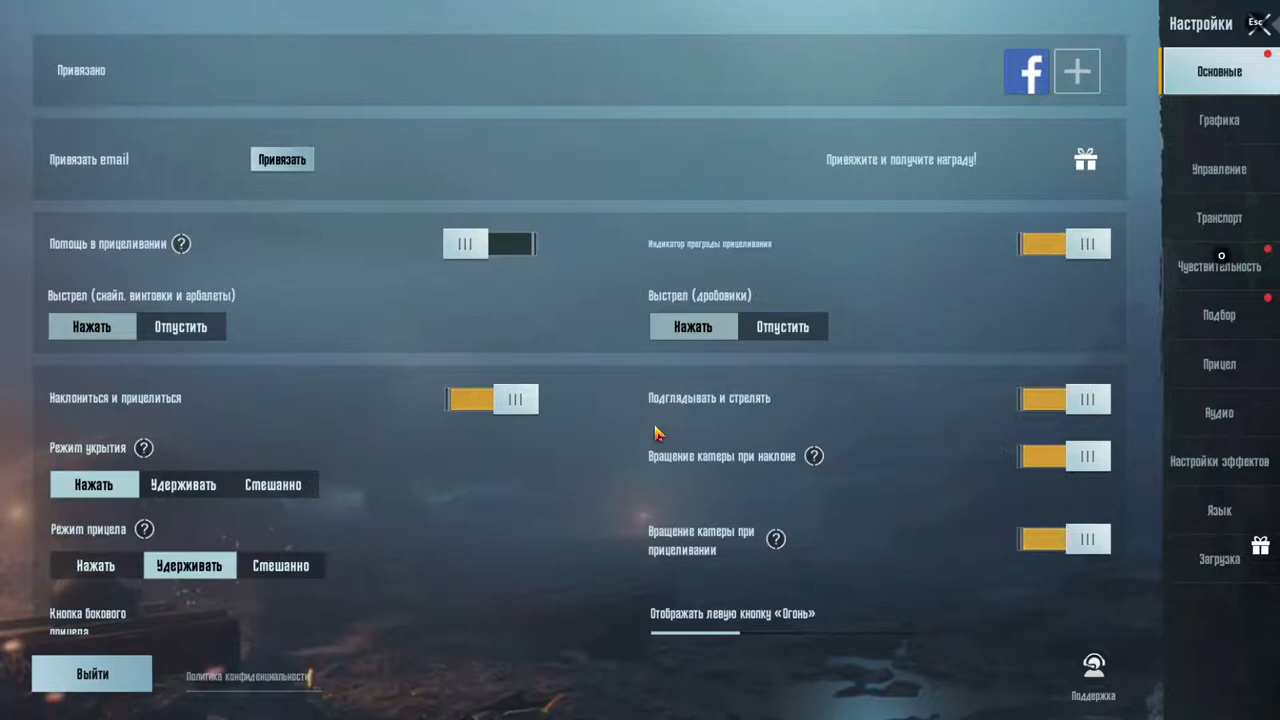 Настройки
Esc
Привязано
Основные
Графика
Привязать email
Привязать
Привяжите и получите награду!
Управление
Транспорт
Помощь в прицеливании ?
Индикатор преграды прицеливания
Чувствительность
Выстрел (снайп. винтовки и арбалеты)
Выстрел (дробовики)
Нажать
Отпустить
Нажать
Отпустить
Подбор
Прицел
Наклониться и прицелиться
Подглядывать и стрелять
Аудио
Режим укрытия ?
Вращение камеры при наклоне ?
Настройки эффектов
Нажать
Удерживать
Смешанно
Язык
Режим прицела ?
Вращение камеры при
прицеливании ?
Нажать
Удерживать
Смешанно
Загрузка
Кнопка бокового
прицела
Отображать левую кнопку «Огонь»
Выйти
Политика конфиденциальности
Поддержка